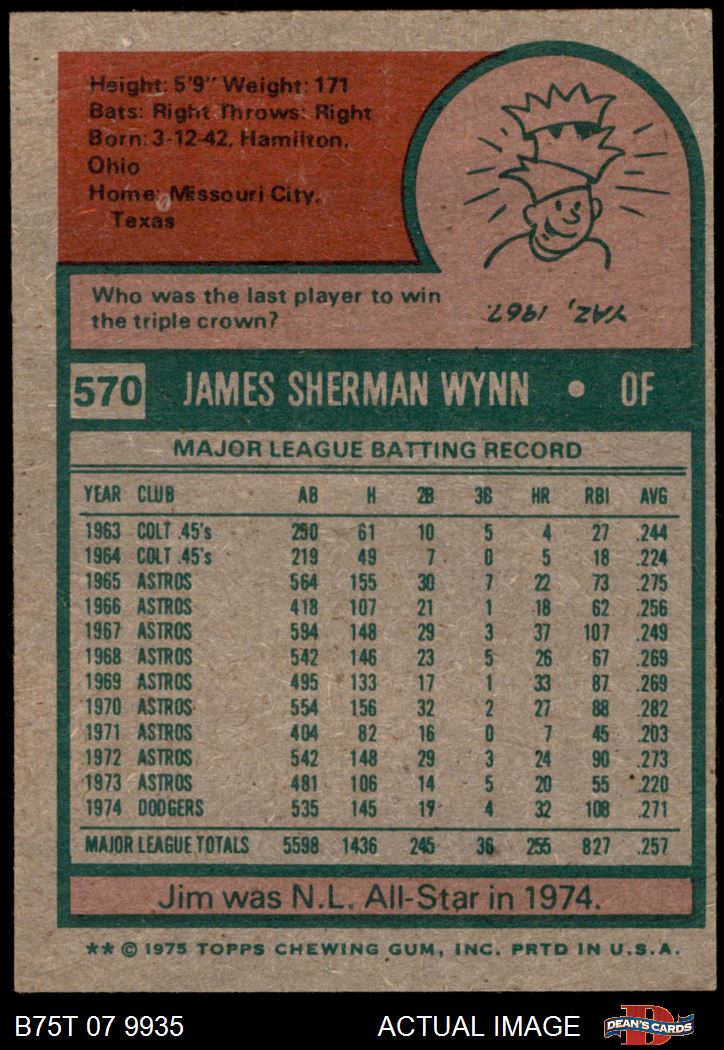 Height: 5'9" Weight: 171
Bats: Right Throws: Right
Born: 3-12-42, Hamilton,
Ohio
Home: Missouri City,
Texas
Who was the last player to win
the triple crown?
YAZ, 1967.
570 JAMES SHERMAN WYNN • OF
MAJOR LEAGUE BATTING RECORD
YEAR CLUB AB H 2B 3B HR RBI AVG
1963 COLT .45's 250 61 10 5 4 27 .244
1964 COLT .45's 219 49 7 0 5 18 .224
1965 ASTROS 564 155 30 7 22 73 .275
1966 ASTROS 418 107 21 1 18 62 .256
1967 ASTROS 594 148 29 3 37 107 .249
1968 ASTROS 542 146 23 5 26 67 .269
1969 ASTROS 495 133 17 1 33 87 .269
1970 ASTROS 554 156 32 2 27 88 .282
1971 ASTROS 404 82 16 0 7 45 .203
1972 ASTROS 542 148 29 3 24 90 .273
1973 ASTROS 481 106 14 5 20 55 .220
1974 DODGERS 535 145 17 4 32 108 .271
MAJOR LEAGUE TOTALS 5598 1436 245 36 255 827 .257
Jim was N.L. All-Star in 1974.
** © 1975 TOPPS CHEWING GUM, INC. PRTD IN U.S.A.
B75T 07 9935 ACTUAL IMAGE D DEAN'S CARDS